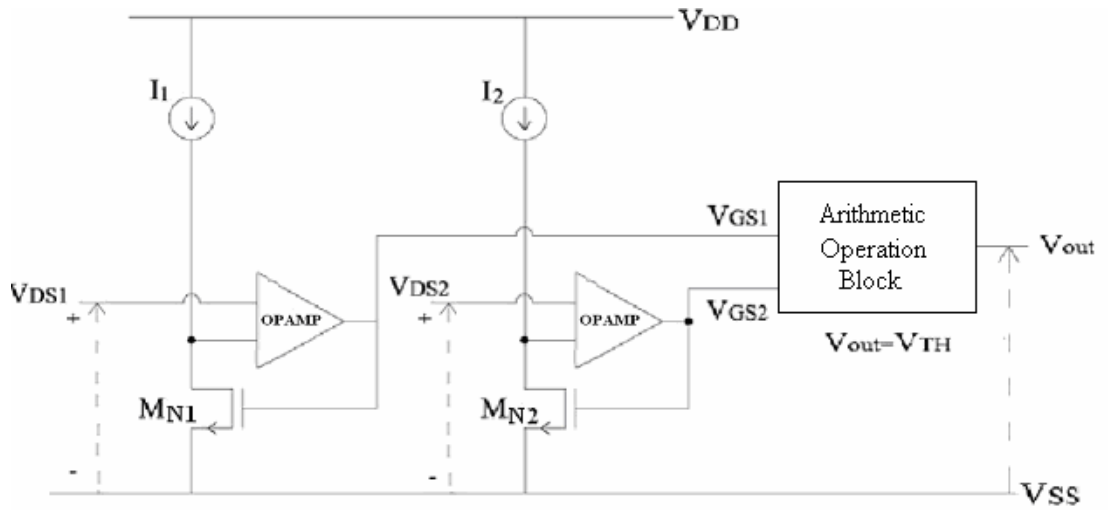 VDD
I1
I2
VGS1
Arithmetic
Operation
Block
Vout
VDS1
+
OPAMP
VDS2
+
OPAMP
VGS2
Vout=VTH
MN1
MN2
-
-
VSS